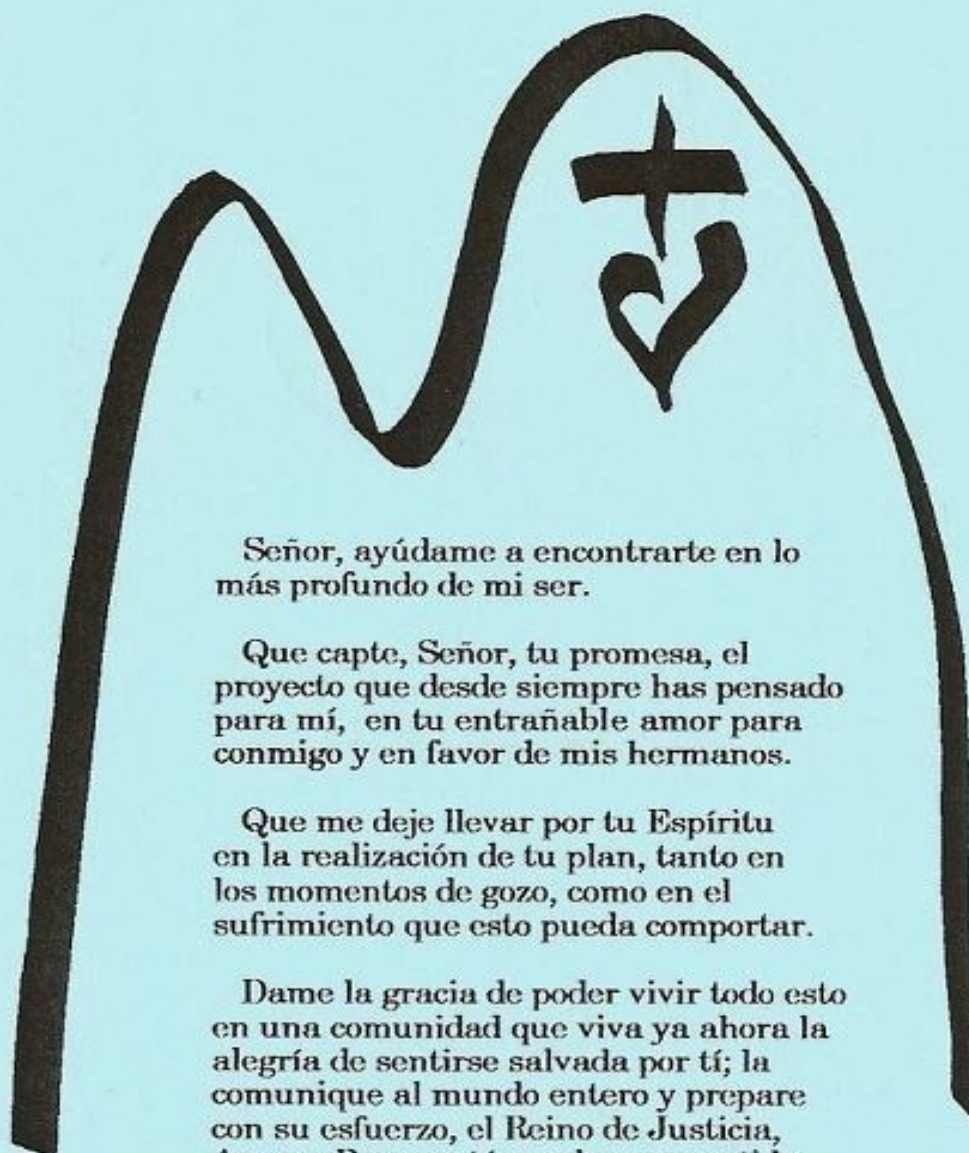 Señor, ayúdame a encontrarte en lo
más profundo de mi ser.
Que capte, Señor, tu promesa, el
proyecto que desde siempre has pensado
para mí, en tu entrañable amor para
conmigo y en favor de mis hermanos.
Que me deje llevar por tu Espíritu
en la realización de tu plan, tanto en
los momentos de gozo, como en el
sufrimiento que esto pueda comportar.
Dame la gracia de poder vivir todo esto
en una comunidad que viva ya ahora la
alegría de sentirse salvada por tí; la
comunique al mundo entero y prepare
con su esfuerzo, el Reino de Justicia,